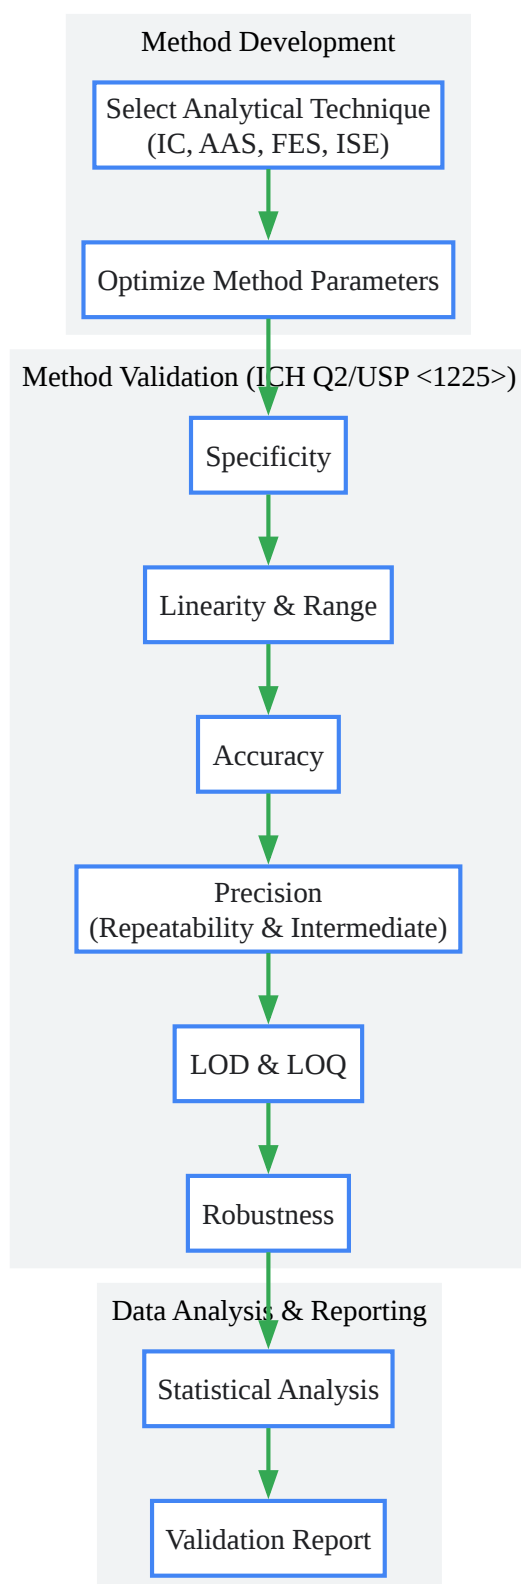 Method Development
Select Analytical Technique
(IC, AAS, FES, ISE)
Optimize Method Parameters
Method Validation (ICH Q2/USP <1225>)
Specificity
Linearity & Range
Accuracy
Precision
(Repeatability & Intermediate)
LOD & LOQ
Robustness
Data Analysis & Reporting
Statistical Analysis
Validation Report